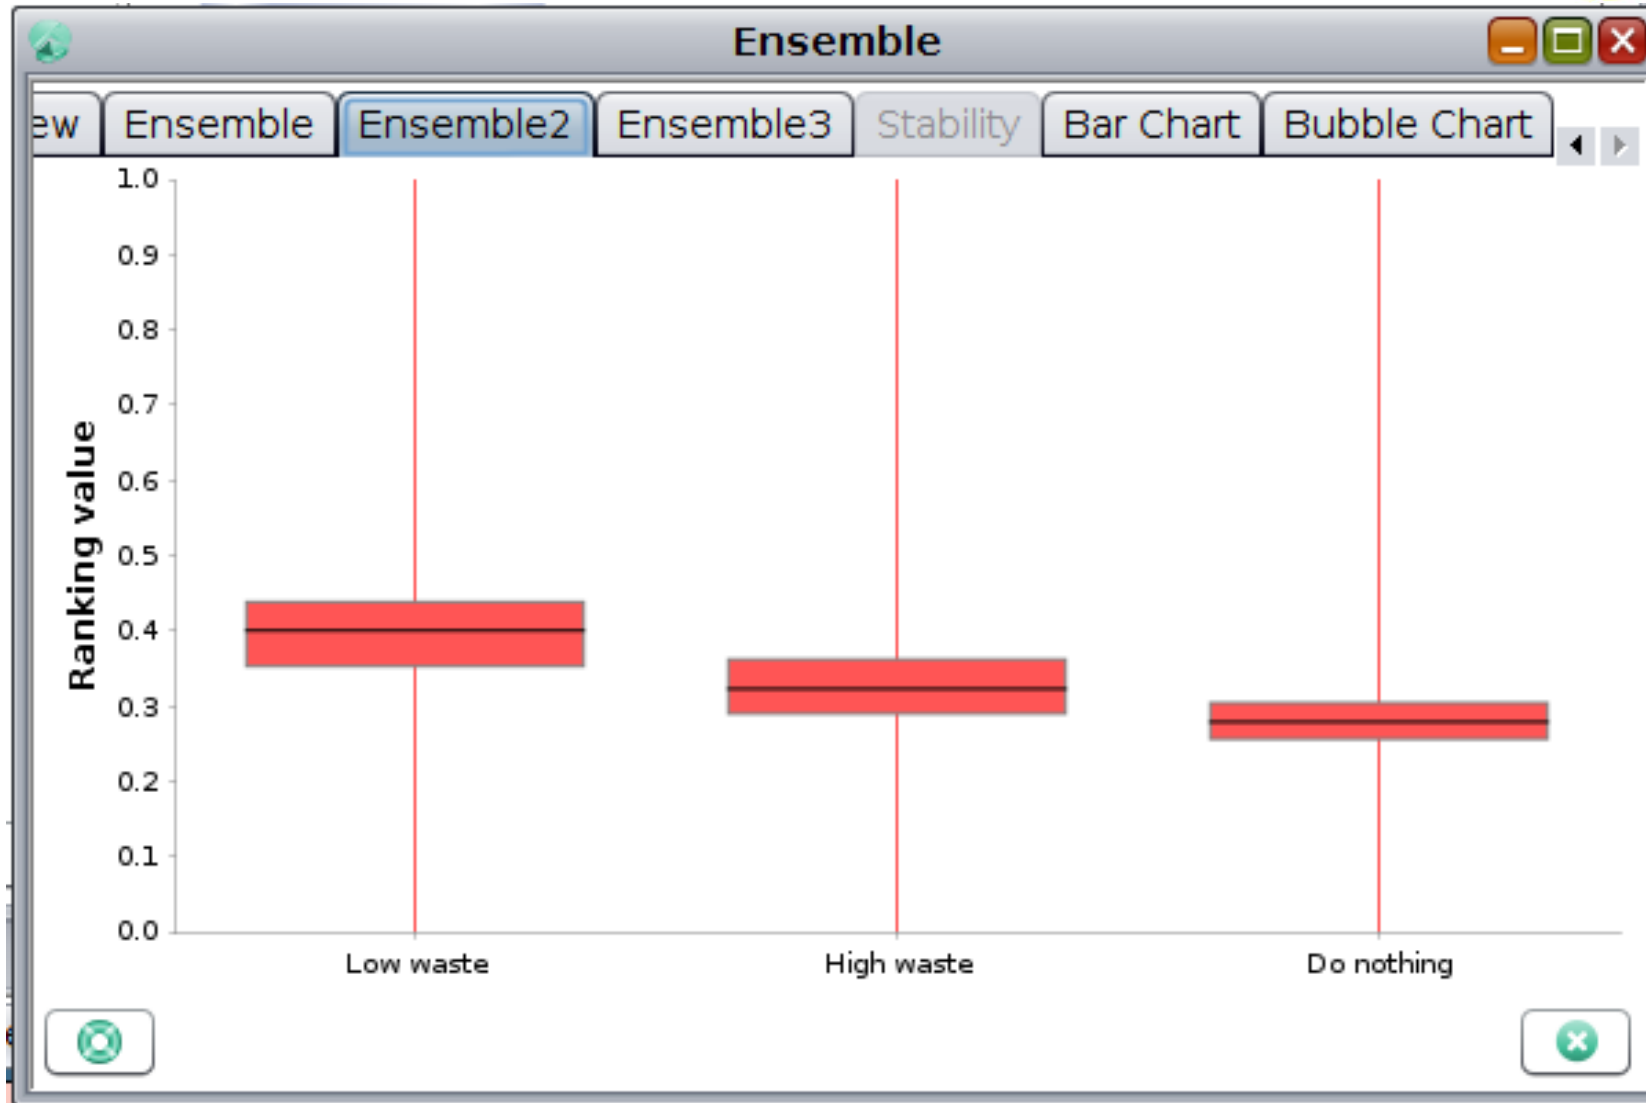 Ensemble
ew Ensemble Ensemble2 Ensemble3 Stability Bar Chart Bubble Chart
1.0
0.9
0.8
0.7
0.6
0.5
0.4
0.3
0.2
0.1
0.0
Ranking value
Low waste High waste Do nothing